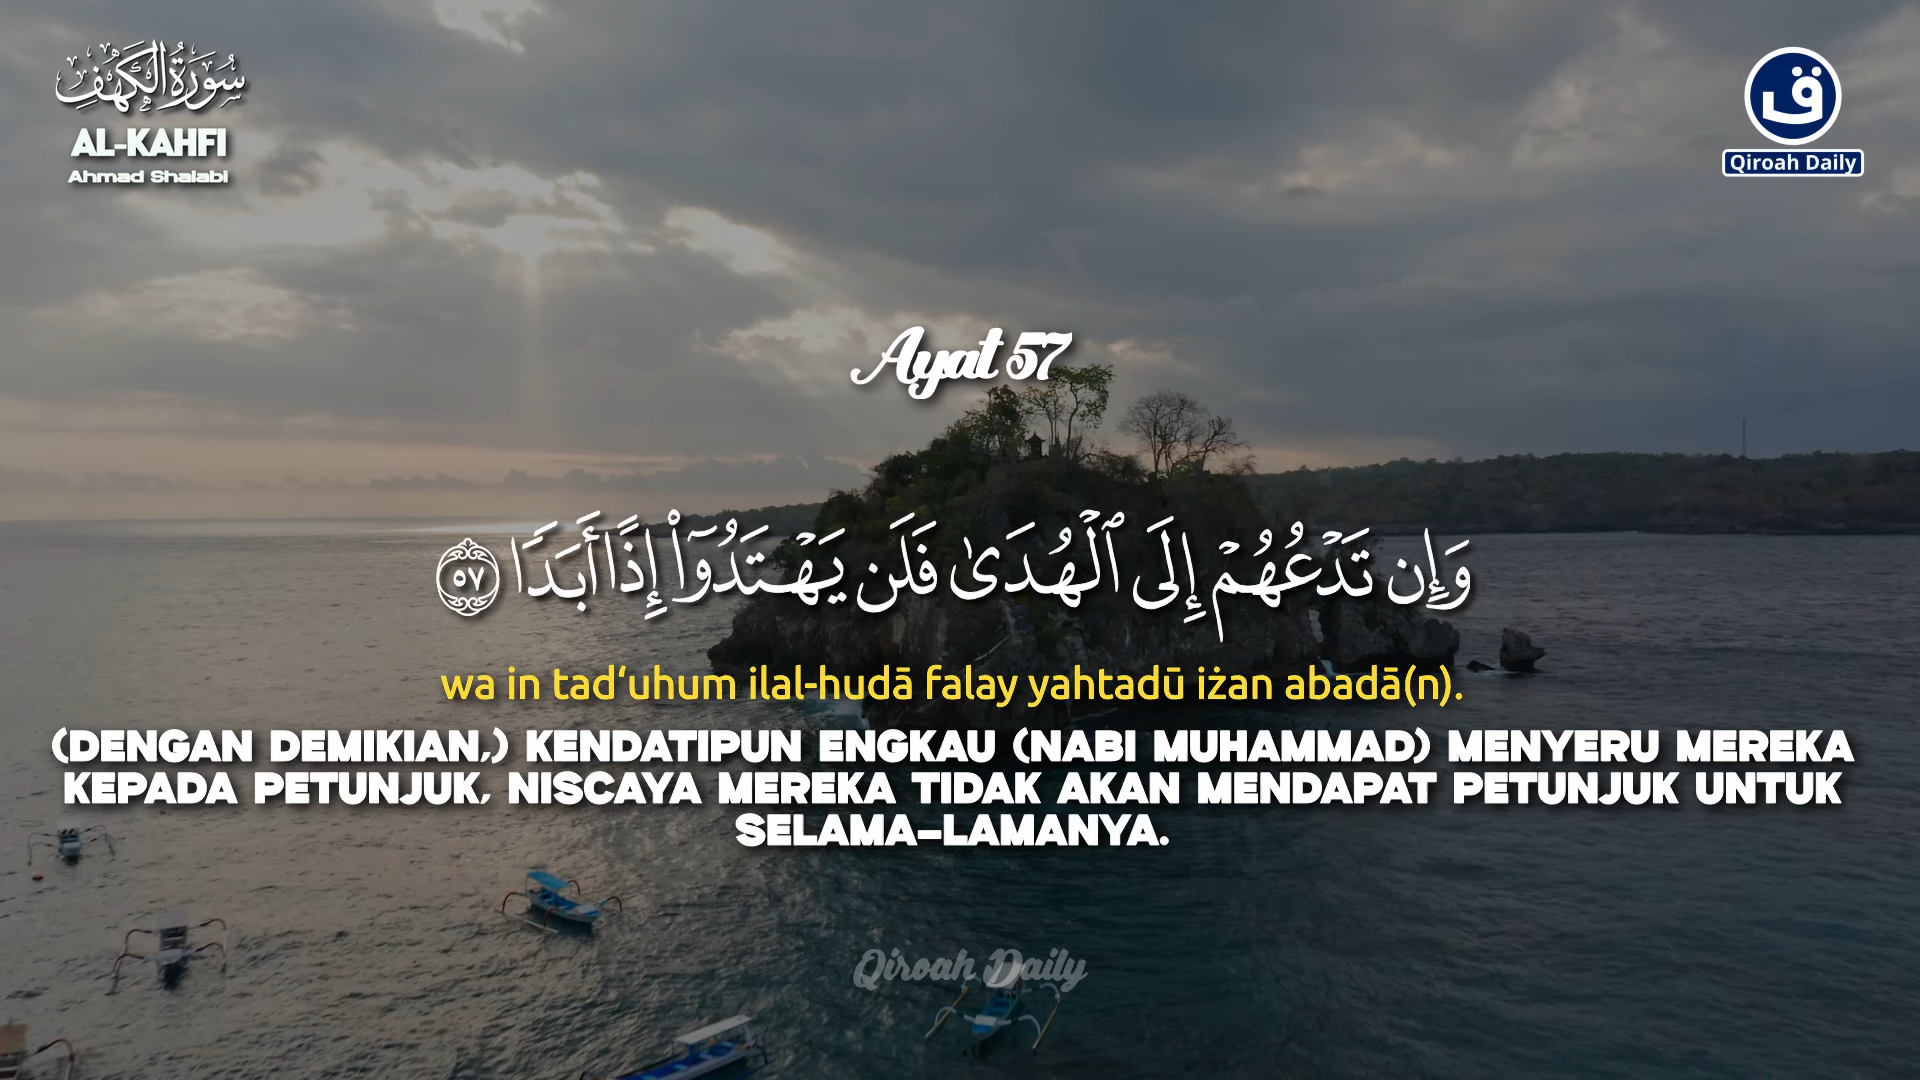 سُورَةُ الْكَهْفِ
AL-KAHFI
Ahmad Shalabi
ق
Qiroah Daily
Ayat 57
وَإِن تَدْعُهُمْ إِلَى ٱلْهُدَىٰ فَلَن يَهْتَدُوٓا۟ إِذًا أَبَدًا ٥٧
wa in tad‘uhum ilal-hudā falay yahtadū iżan abadā(n).
(DENGAN DEMIKIAN,) KENDATIPUN ENGKAU (NABI MUHAMMAD) MENYERU MEREKA
KEPADA PETUNJUK, NISCAYA MEREKA TIDAK AKAN MENDAPAT PETUNJUK UNTUK
SELAMA-LAMANYA.
Qiroah Daily